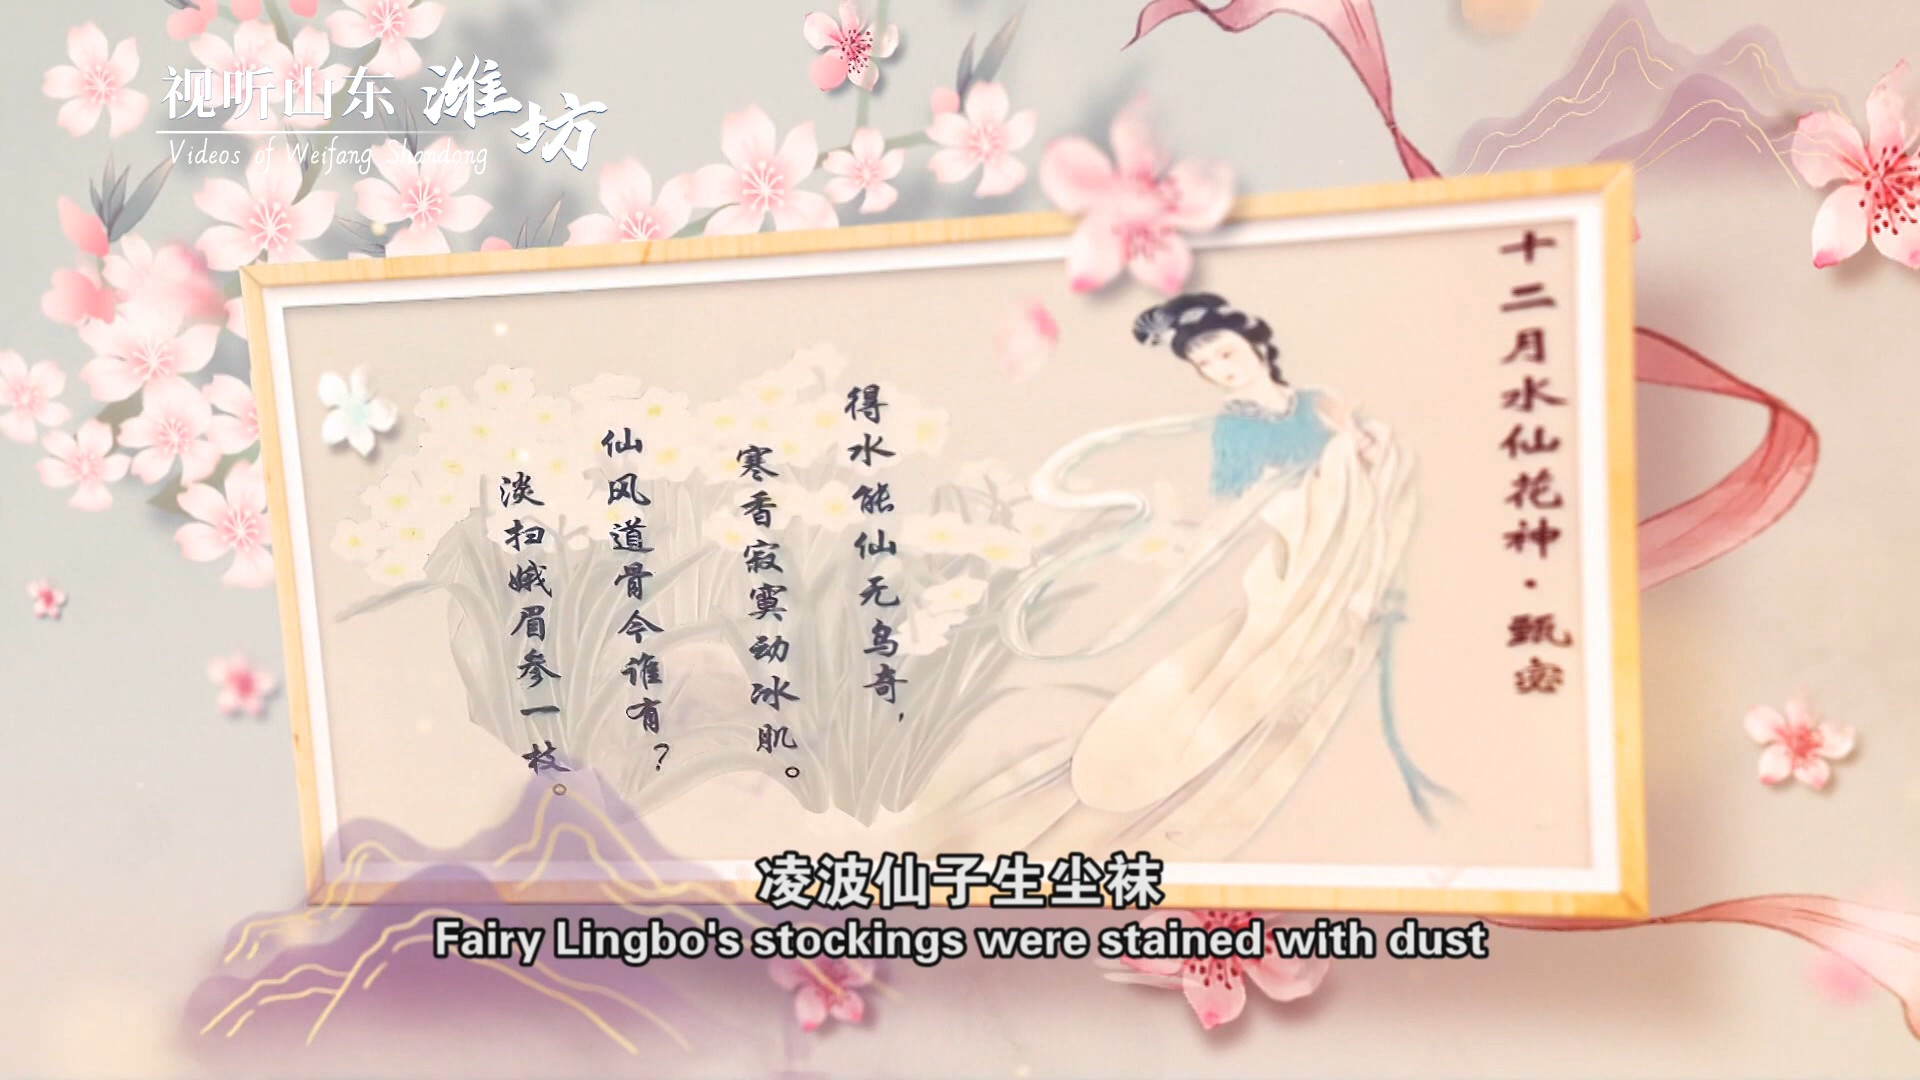 视听山东 潍坊
Videos of Weifang Shandong
十二月水仙花神·甄宓
得水能仙天与奇，
寒香寂寞动冰肌。
仙风道骨今谁有？
淡扫娥眉参一枝。
凌波仙子生尘袜
Fairy Lingbo's stockings were stained with dust